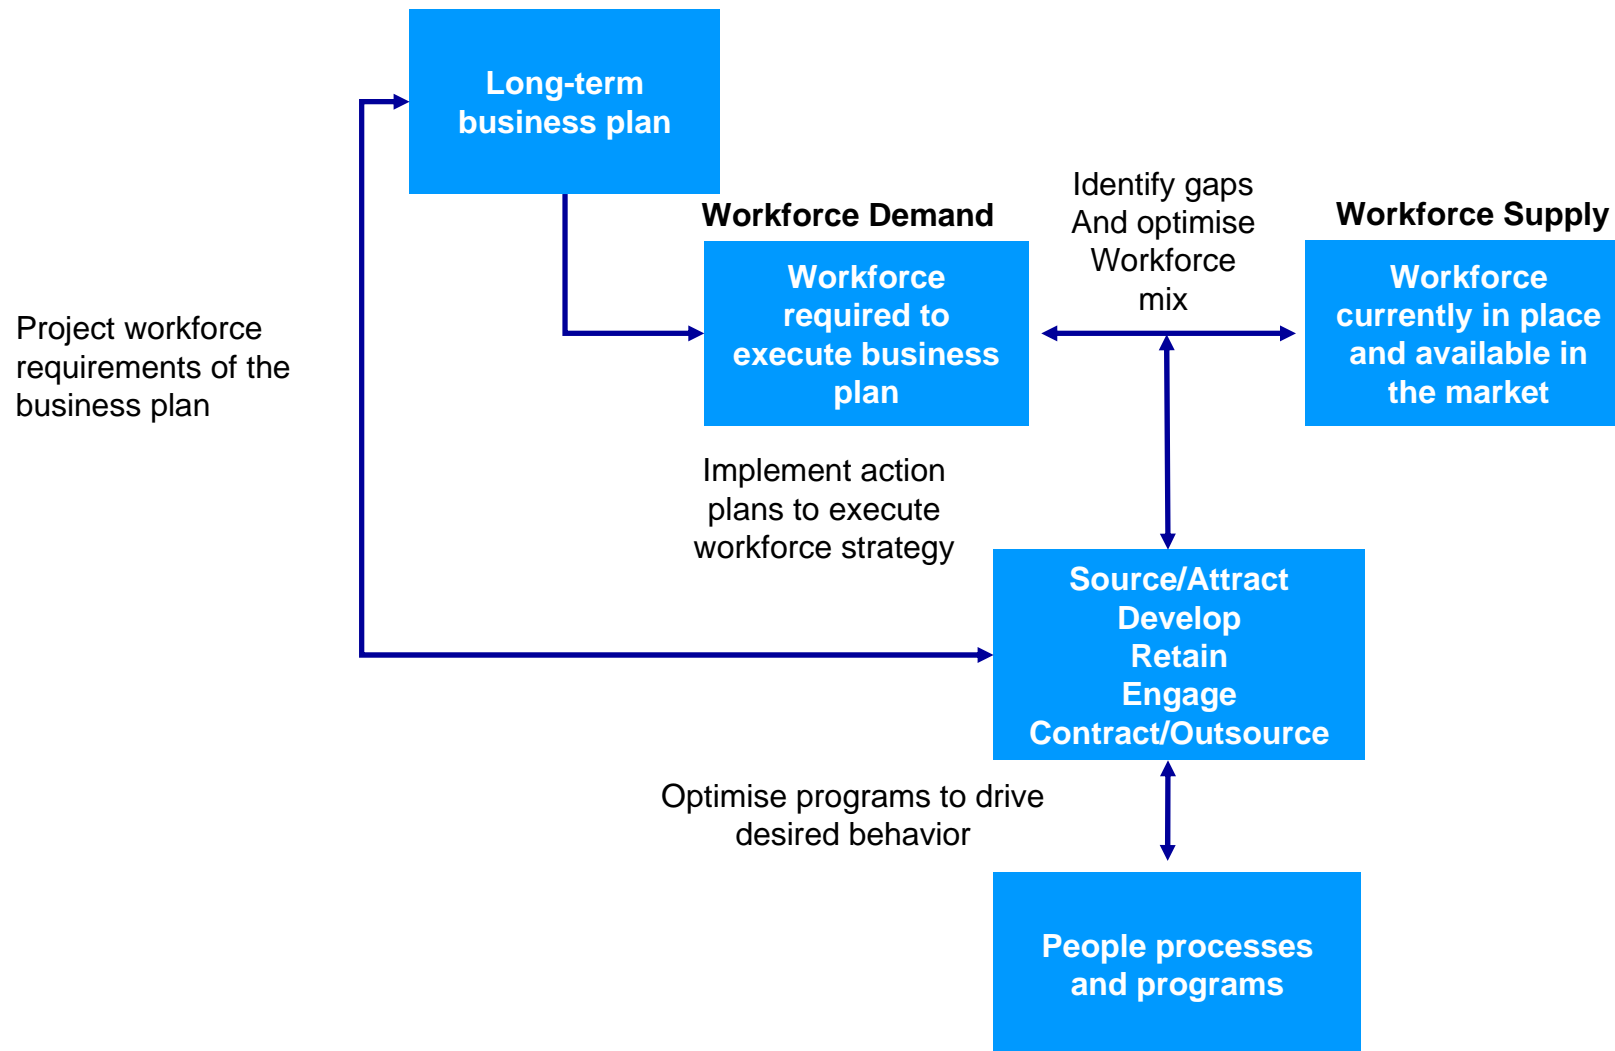 Long-term
business plan
Workforce Demand
Workforce
required to
execute business
plan
Identify gaps
And optimise
Workforce
mix
Workforce Supply
Workforce
currently in place
and available in
the market
Project workforce
requirements of the
business plan
Implement action
plans to execute
workforce strategy
Source/Attract
Develop
Retain
Engage
Contract/Outsource
Optimise programs to drive
desired behavior
People processes
and programs